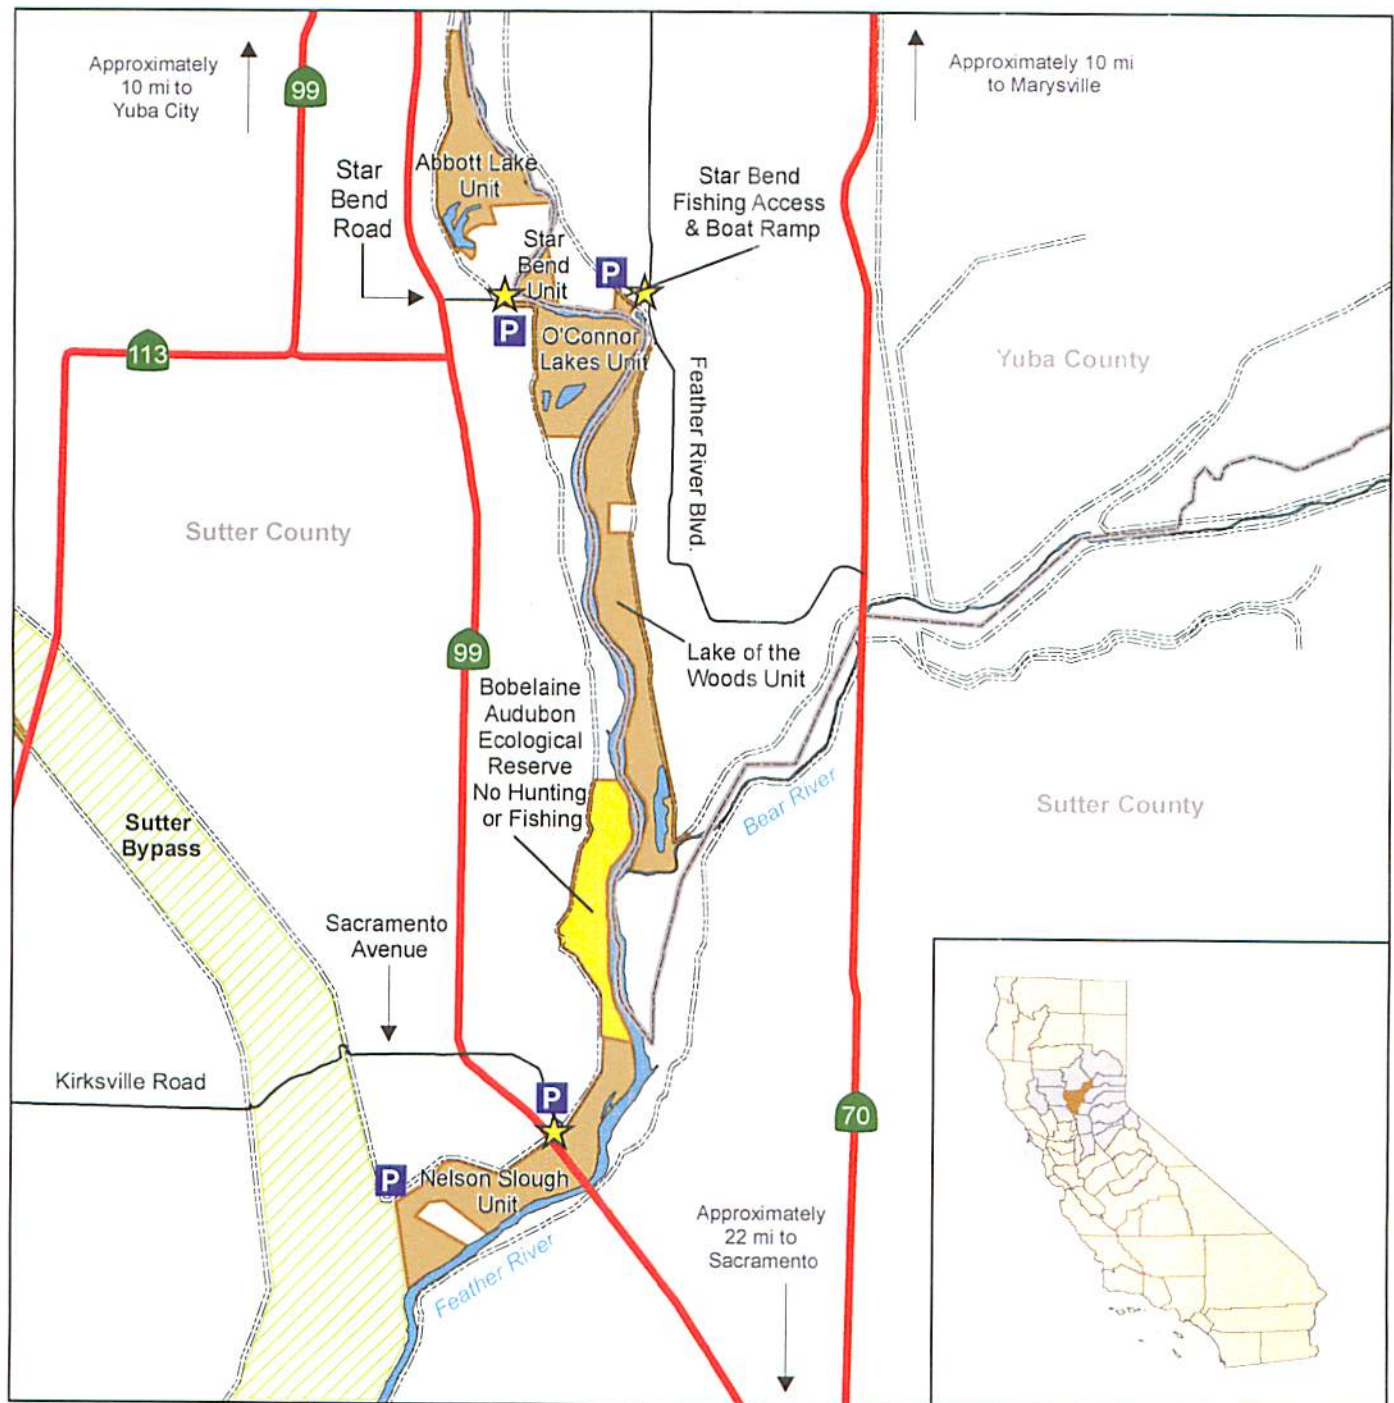 Approximately
10 mi to
Yuba City
99
Approximately 10 mi
to Marysville
Abbott Lake
Unit
Star
Bend
Road
Star Bend
Fishing Access
& Boat Ramp
Star
Bend
Unit
P
P
O'Connor
Lakes Unit
113
Yuba County
Feather River Blvd.
Sutter County
99
Lake of the
Woods Unit
Bobelaine
Audubon
Ecological
Reserve
No Hunting
or Fishing
Bear River
Sutter County
Sutter
Bypass
Sacramento
Avenue
Kirksville Road
P
70
P
Nelson Slough
Unit
Approximately
22 mi to
Sacramento
Feather River